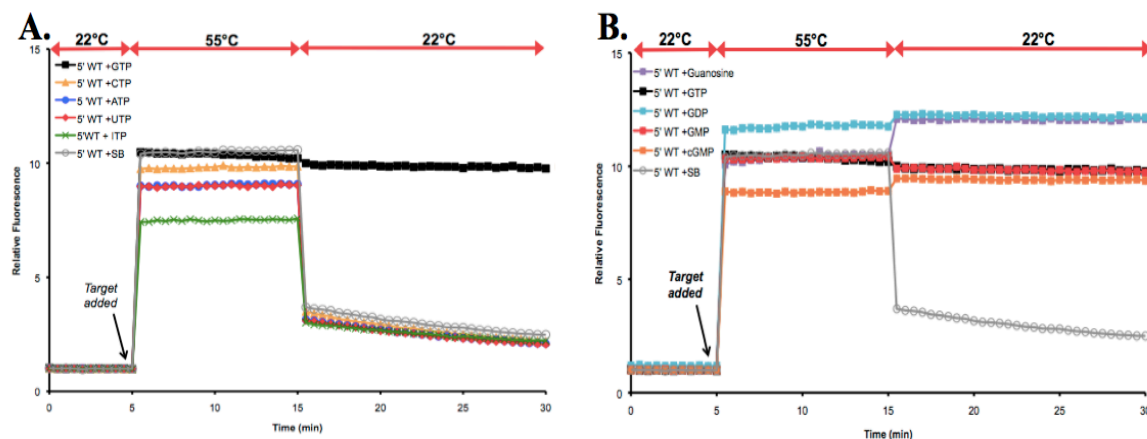 A.
22°C 55°C 22°C
15
5' WT +GTP
5' WT +CTP
5 'WT +ATP
5' WT +UTP
5'WT + ITP
5' WT +SB
10
Relative Fluorescence
5
Target
added
0
0 5 10 15 20 25 30
Time (min)
B.
22°C 55°C 22°C
15
5' WT +Guanosine
5' WT +GTP
5' WT +GDP
5' WT +GMP
5' WT +cGMP
5' WT +SB
10
Relative Fluorescence
5
Target
added
0
0 5 10 15 20 25 30
Time (min)